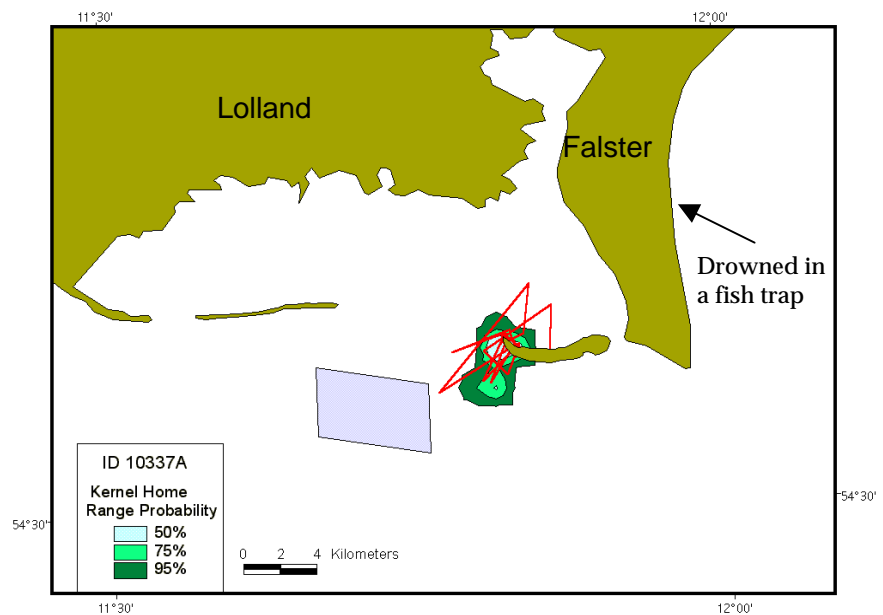 11°30'
12°00'
Lolland
Falster
Drowned in
a fish trap
ID 10337A
Kernel Home
Range Probability
50%
75%
95%
0 2 4 Kilometers
54°30'
54°30'
11°30'
12°00'